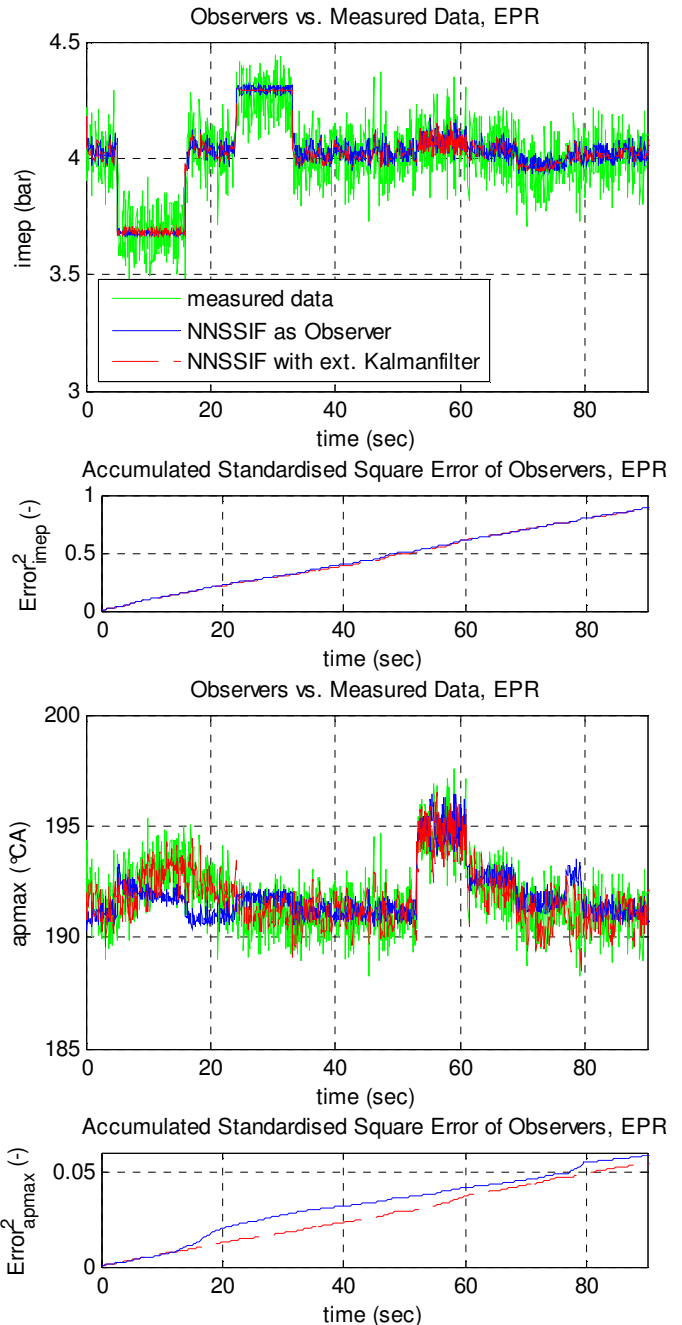 Observers vs. Measured Data, EPR
4.5
4
3.5
3
imep (bar)
measured data
NNSSIF as Observer
NNSSIF with ext. Kalmanfilter
0 20 40 60 80
time (sec)
Accumulated Standardised Square Error of Observers, EPR
1
0.5
0
Error²imep (-)
0 20 40 60 80
time (sec)
Observers vs. Measured Data, EPR
200
195
190
185
apmax (°CA)
0 20 40 60 80
time (sec)
Accumulated Standardised Square Error of Observers, EPR
0.05
0
Error²apmax (-)
0 20 40 60 80
time (sec)